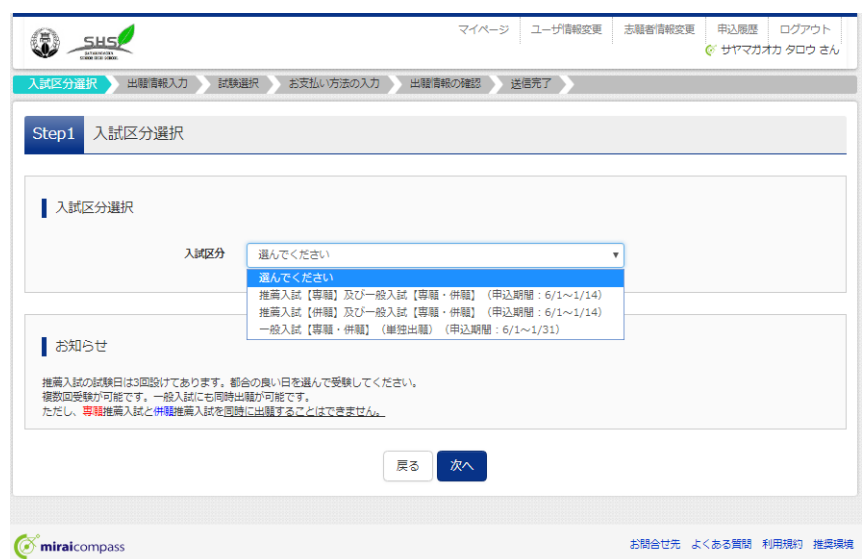 マイページ ユーザ情報変更 志願者情報変更 申込履歴 ログアウト
SHS
サヤマガオカ タロウ さん
入試区分選択 出願情報入力 試験選択 お支払い方法の入力 出願情報の確認 送信完了
Step1 入試区分選択
入試区分選択
入試区分 選んでください
選んでください
推薦入試【専願】及び一般入試【専願・併願】（申込期間：6/1～1/14）
推薦入試【併願】及び一般入試【専願・併願】（申込期間：6/1～1/14）
一般入試【専願・併願】（単独出願）（申込期間：6/1～1/31）
お知らせ
推薦入試の試験日は3回設けてあります。都合の良い日を選んで受験してください。
複数回受験が可能です。一般入試にも同時出願が可能です。
ただし、専願推薦入試と併願推薦入試を同時に出願することはできません。
戻る 次へ
miraicompass
お問合せ先 よくある質問 利用規約 推奨環境